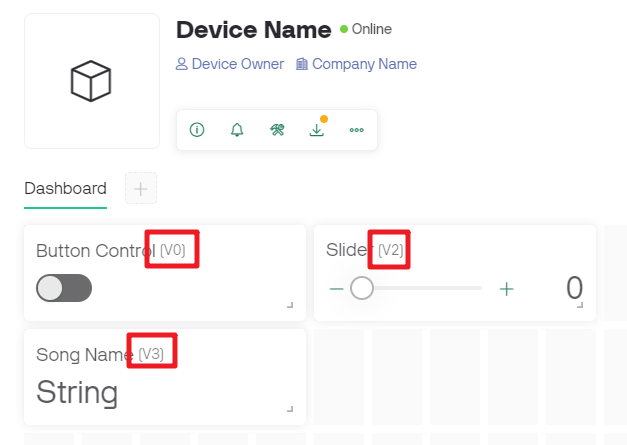 Device Name Online
Device Owner Company Name
Dashboard
Button Control (V0)
Slider (V2)
0
Song Name (V3)
String